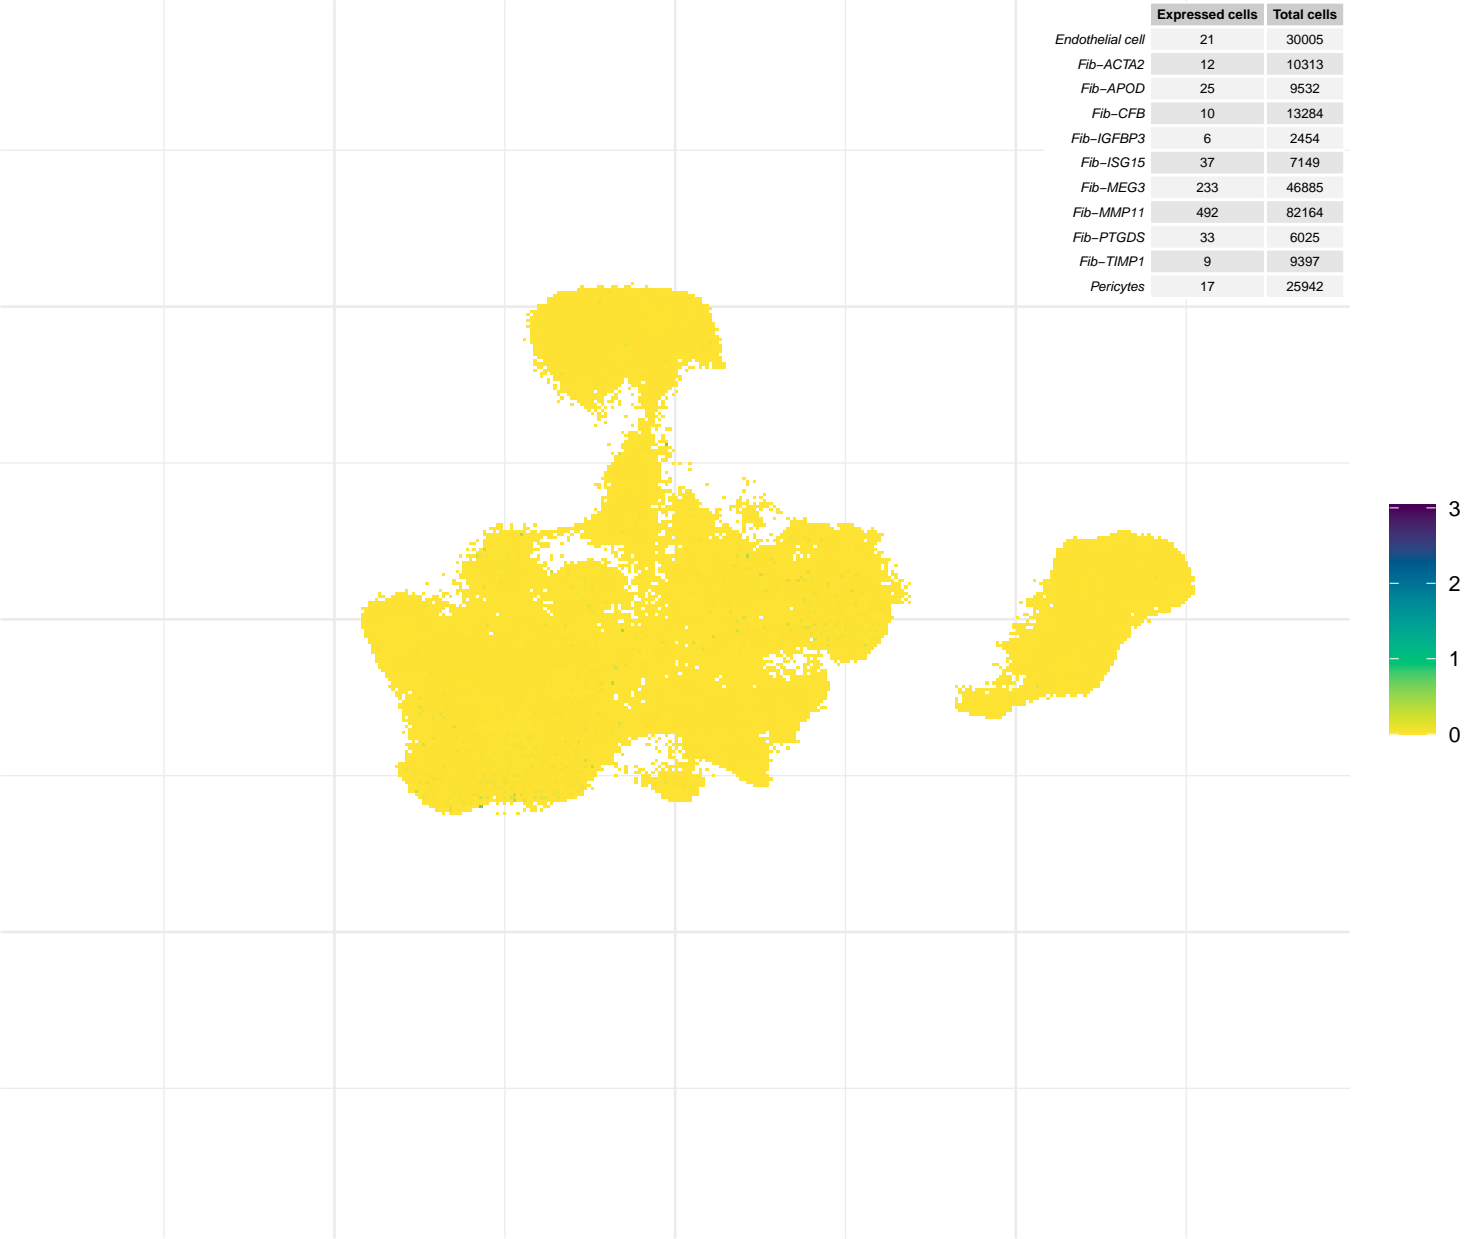 Expressed cells Total cells
Endothelial cell 21 30005
Fib−ACTA2 12 10313
Fib−APOD 25 9532
Fib−CFB 10 13284
Fib−IGFBP3 6 2454
Fib−ISG15 37 7149
Fib−MEG3 233 46885
Fib−MMP11 492 82164
Fib−PTGDS 33 6025
Fib−TIMP1 9 9397
Pericytes 17 25942
3
2
1
0